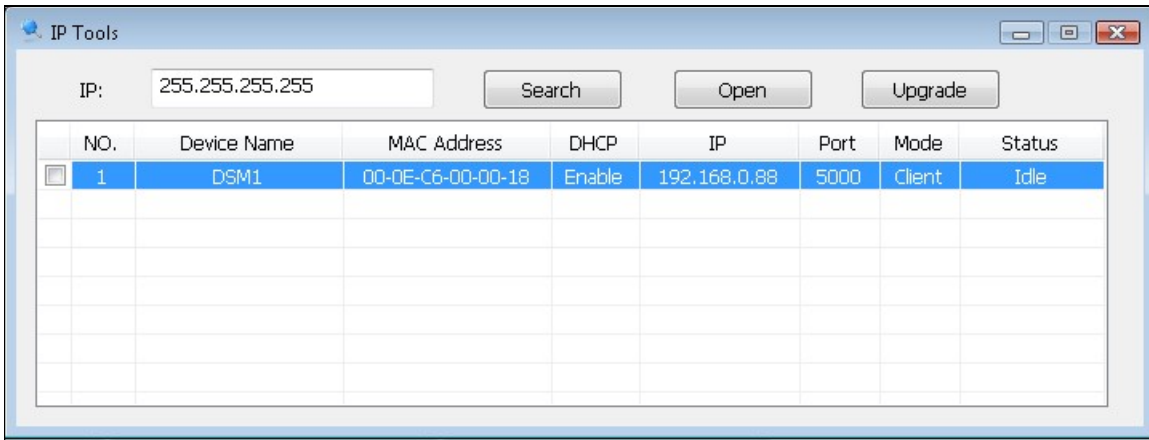 IP Tools
IP: 255.255.255.255 Search Open Upgrade
NO. Device Name MAC Address DHCP IP Port Mode Status
1 DSM1 00-0E-C6-00-00-18 Enable 192.168.0.88 5000 Client Idle